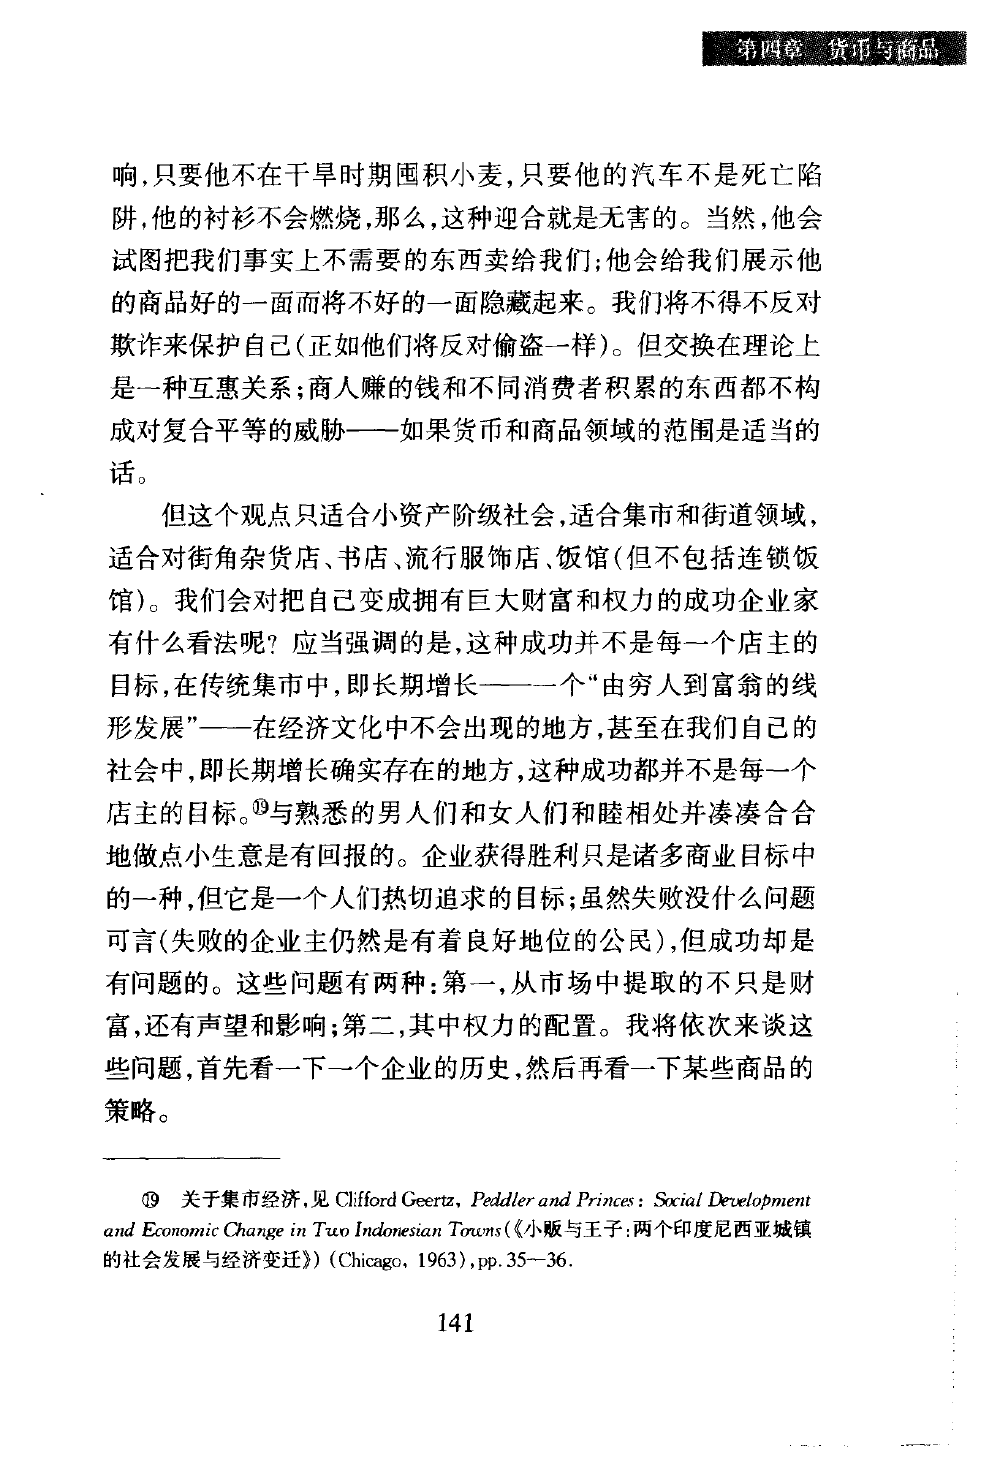 第四章 货币与商品
响,只要他不在干旱时期囤积小麦,只要他的汽车不是死亡陷
阱,他的衬衫不会燃烧,那么,这种迎合就是无害的。当然,他会
试图把我们事实上不需要的东西卖给我们;他会给我们展示他
的商品好的一面而将不好的一面隐藏起来。我们将不得不反对
欺诈来保护自己(正如他们将反对偷盗一样)。但交换在理论上
是一种互惠关系;商人赚的钱和不同消费者积累的东西都不构
成对复合平等的威胁——如果货币和商品领域的范围是适当的
话。
但这个观点只适合小资产阶级社会,适合集市和街道领域,
适合对街角杂货店、书店、流行服饰店、饭馆(但不包括连锁饭
馆)。我们会对把自己变成拥有巨大财富和权力的成功企业家
有什么看法呢?应当强调的是,这种成功并不是每一个店主的
目标,在传统集市中,即长期增长——一个“由穷人到富翁的线
形发展”——在经济文化中不会出现的地方,甚至在我们自己的
社会中,即长期增长确实存在的地方,这种成功都并不是每一个
店主的目标。⑲与熟悉的男人们和女人们和睦相处并凑凑合合
地做点小生意是有回报的。企业获得胜利只是诸多商业目标中
的一种,但它是一个人们热切追求的目标;虽然失败没什么问题
可言(失败的企业主仍然是有着良好地位的公民),但成功却是
有问题的。这些问题有两种:第一,从市场中提取的不只是财
富,还有声望和影响;第二,其中权力的配置。我将依次来谈这
些问题,首先看一下一个企业的历史,然后再看一下某些商品的
策略。
⑲ 关于集市经济,见 Clifford Geertz, Peddler and Princes: Social Development
and Economic Change in Two Indonesian Towns(《小贩与王子:两个印度尼西亚城镇
的社会发展与经济变迁》) (Chicago, 1963),pp.35—36.
141